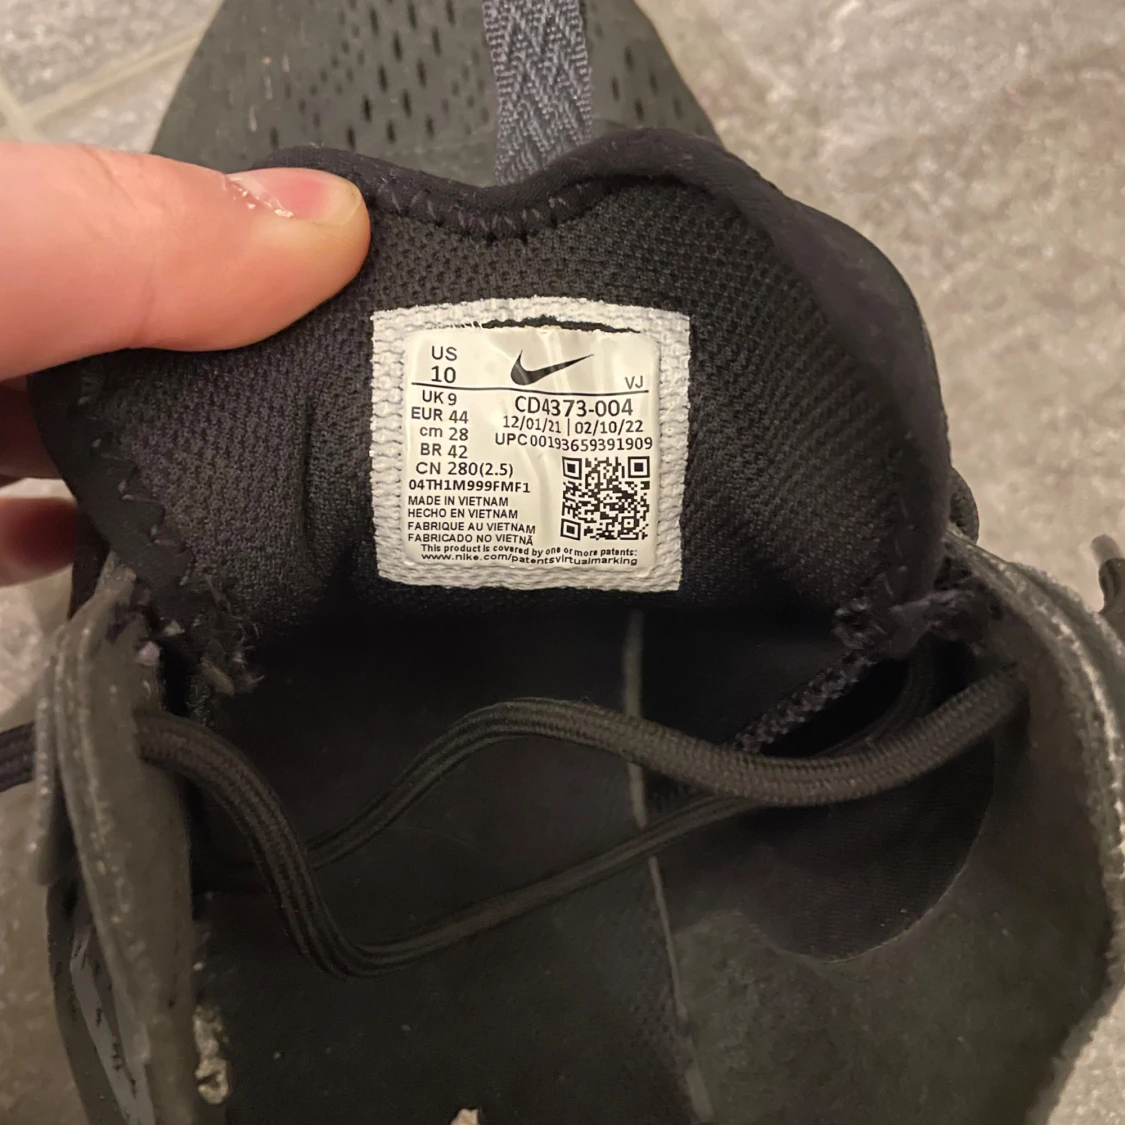 US
10
VJ
UK 9
CD4373-004
EUR 44
12/01/21 | 02/10/22
cm 28
UPC 00193659391909
BR 42
CN 280(2.5)
04TH1M999FMF1
MADE IN VIETNAM
HECHO EN VIETNAM
FABRIQUE AU VIETNAM
FABRICADO NO VIETNÃ
This product is covered by one or more patents:
www.nike.com/patentsvirtualmarking